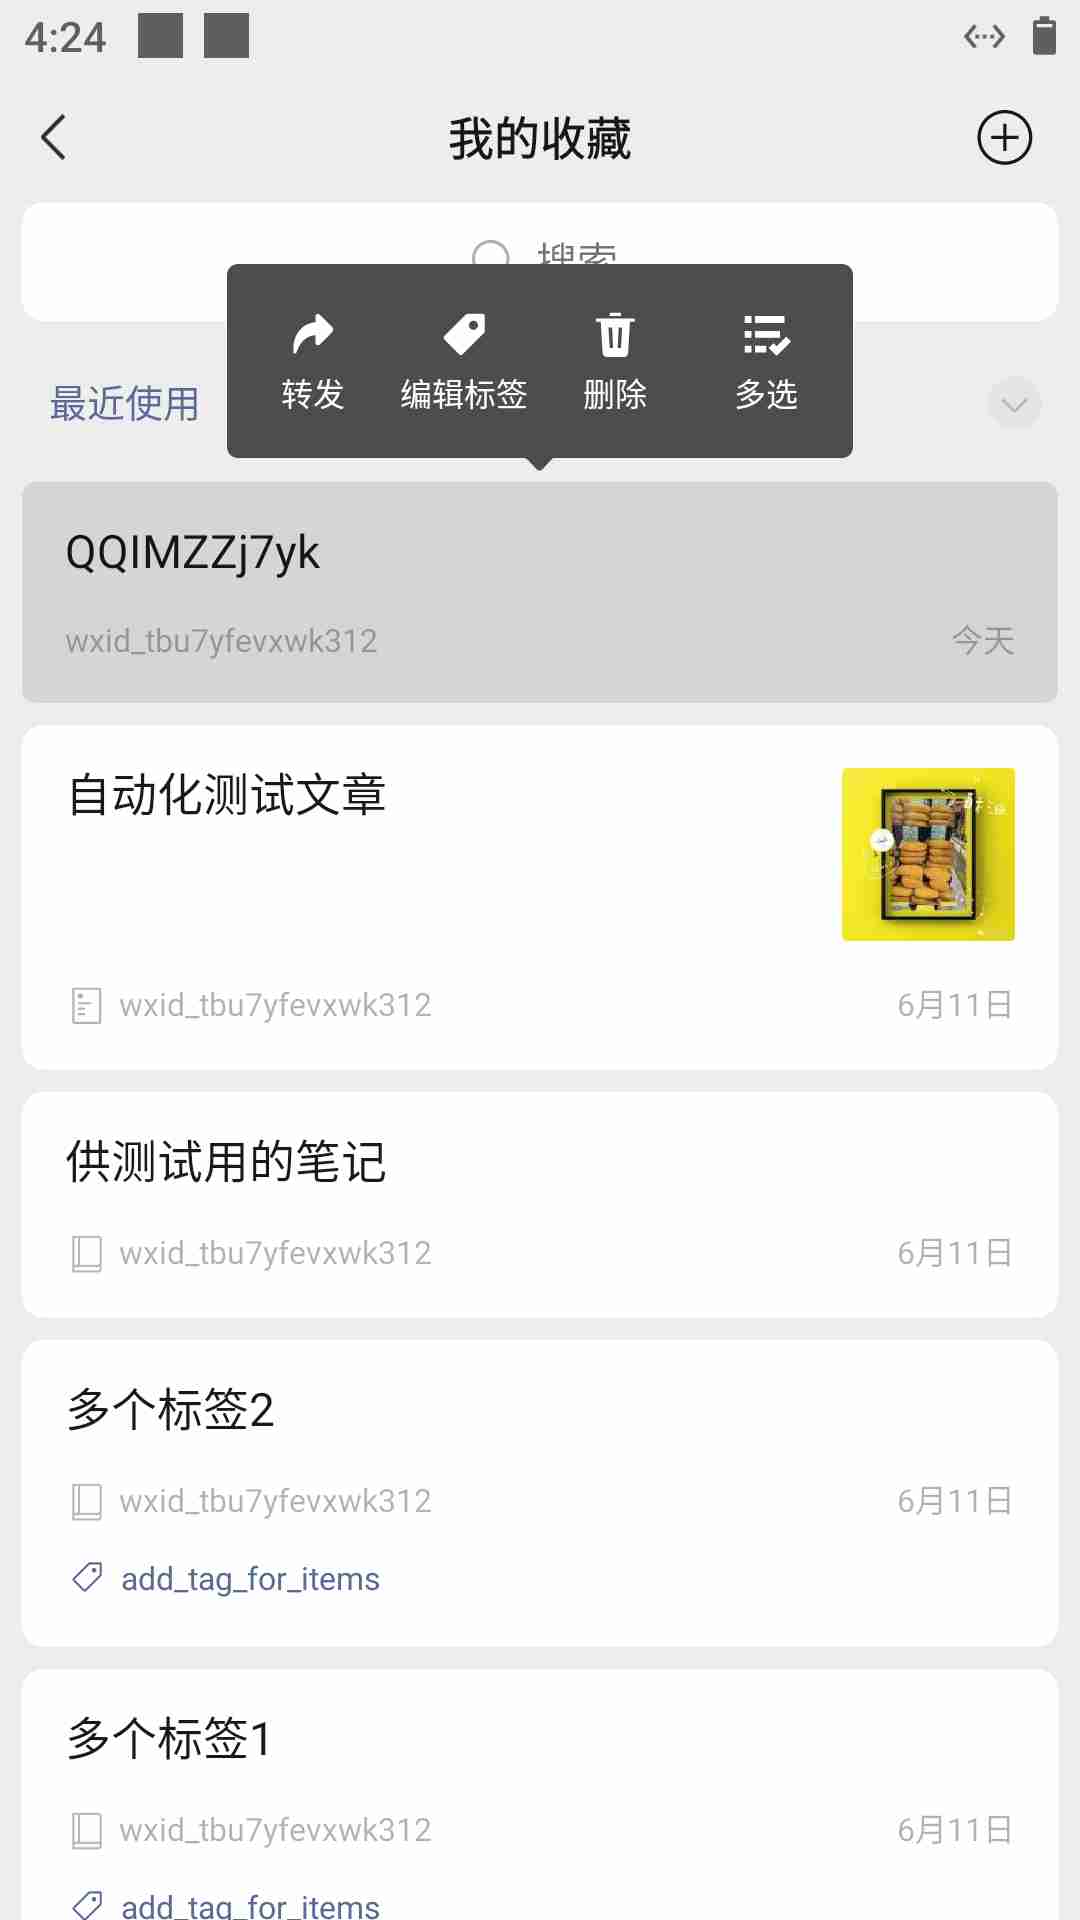 4:24
我的收藏
搜索
转发 编辑标签 删除 多选
最近使用
QQIMZZj7yk
wxid_tbu7yfevxwk312 今天
自动化测试文章
wxid_tbu7yfevxwk312 6月11日
供测试用的笔记
wxid_tbu7yfevxwk312 6月11日
多个标签2
wxid_tbu7yfevxwk312 6月11日
add_tag_for_items
多个标签1
wxid_tbu7yfevxwk312 6月11日
add_tag_for_items